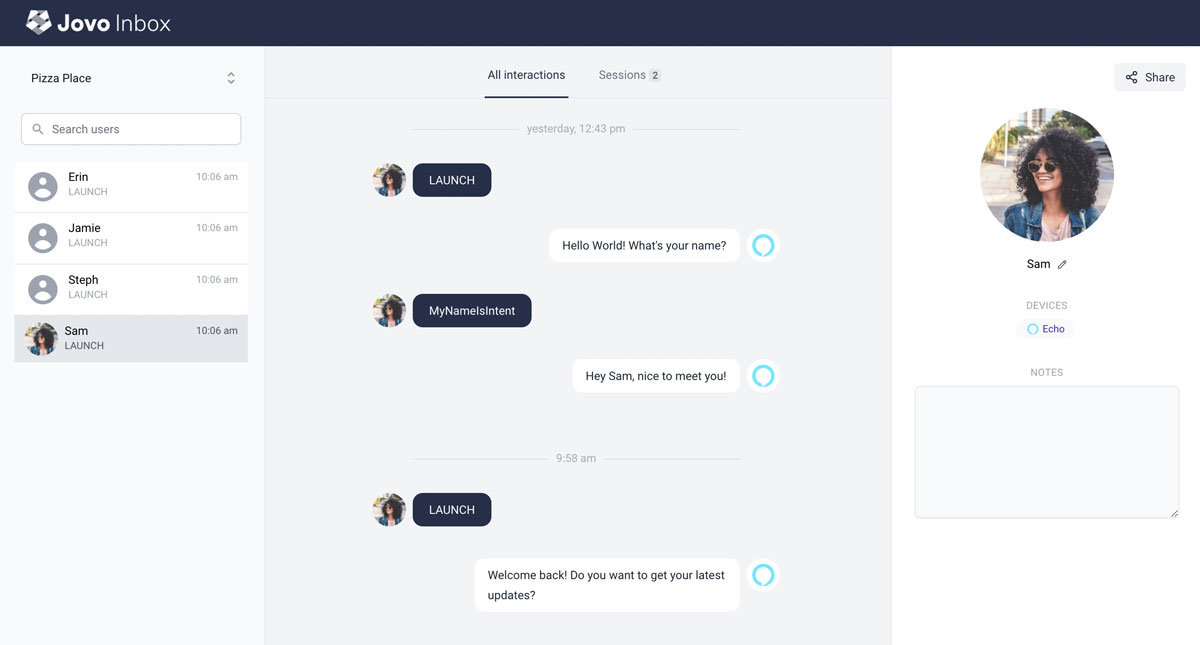 Jovo Inbox
Pizza Place
Search users
Erin
10:06 am
LAUNCH
Jamie
10:06 am
LAUNCH
Steph
10:06 am
LAUNCH
Sam
10:06 am
LAUNCH
All interactions
Sessions 2
yesterday, 12:43 pm
LAUNCH
Hello World! What's your name?
MyNameIsIntent
Hey Sam, nice to meet you!
9:58 am
LAUNCH
Welcome back! Do you want to get your latest
updates?
Share
Sam
DEVICES
Echo
NOTES